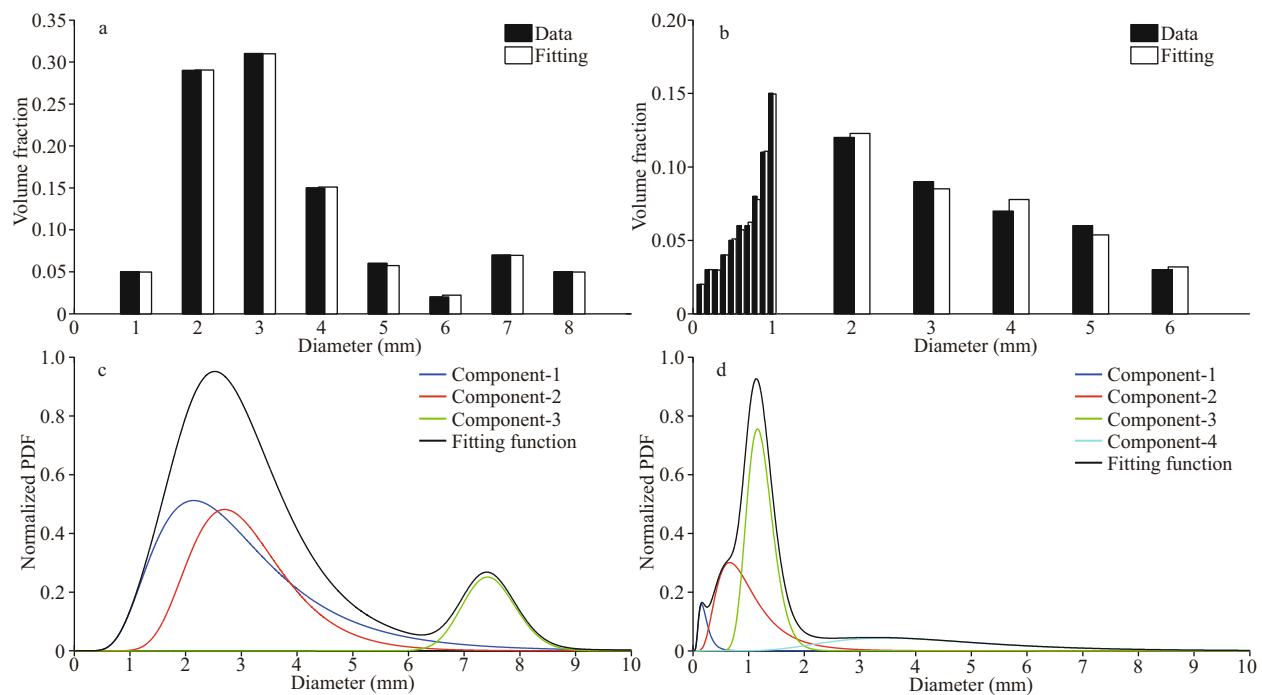 a
Data
Fitting
Volume fraction
0.35
0.30
0.25
0.20
0.15
0.10
0.05
0
0 1 2 3 4 5 6 7 8
Diameter (mm)
b
Data
Fitting
Volume fraction
0.20
0.15
0.10
0.05
0
0 1 2 3 4 5 6
Diameter (mm)
c
Component-1
Component-2
Component-3
Fitting function
Normalized PDF
1.0
0.8
0.6
0.4
0.2
0
0 1 2 3 4 5 6 7 8 9 10
Diameter (mm)
d
Component-1
Component-2
Component-3
Component-4
Fitting function
Normalized PDF
1.0
0.8
0.6
0.4
0.2
0
0 1 2 3 4 5 6 7 8 9 10
Diameter (mm)